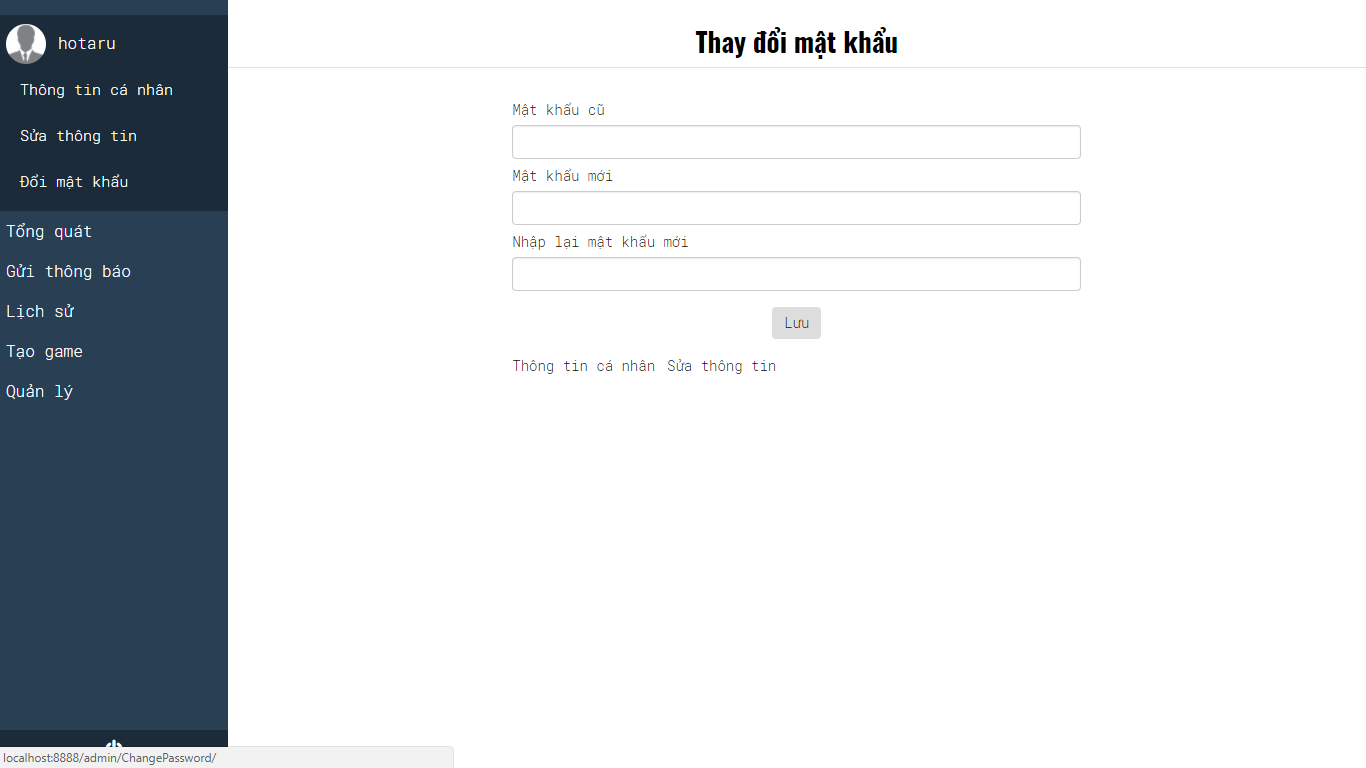 hotaru
Thông tin cá nhân
Sửa thông tin
Đổi mật khẩu
Tổng quát
Gửi thông báo
Lịch sử
Tạo game
Quản lý
Thay đổi mật khẩu
Mật khẩu cũ
Mật khẩu mới
Nhập lại mật khẩu mới
Lưu
Thông tin cá nhân Sửa thông tin
localhost:8888/admin/ChangePassword/